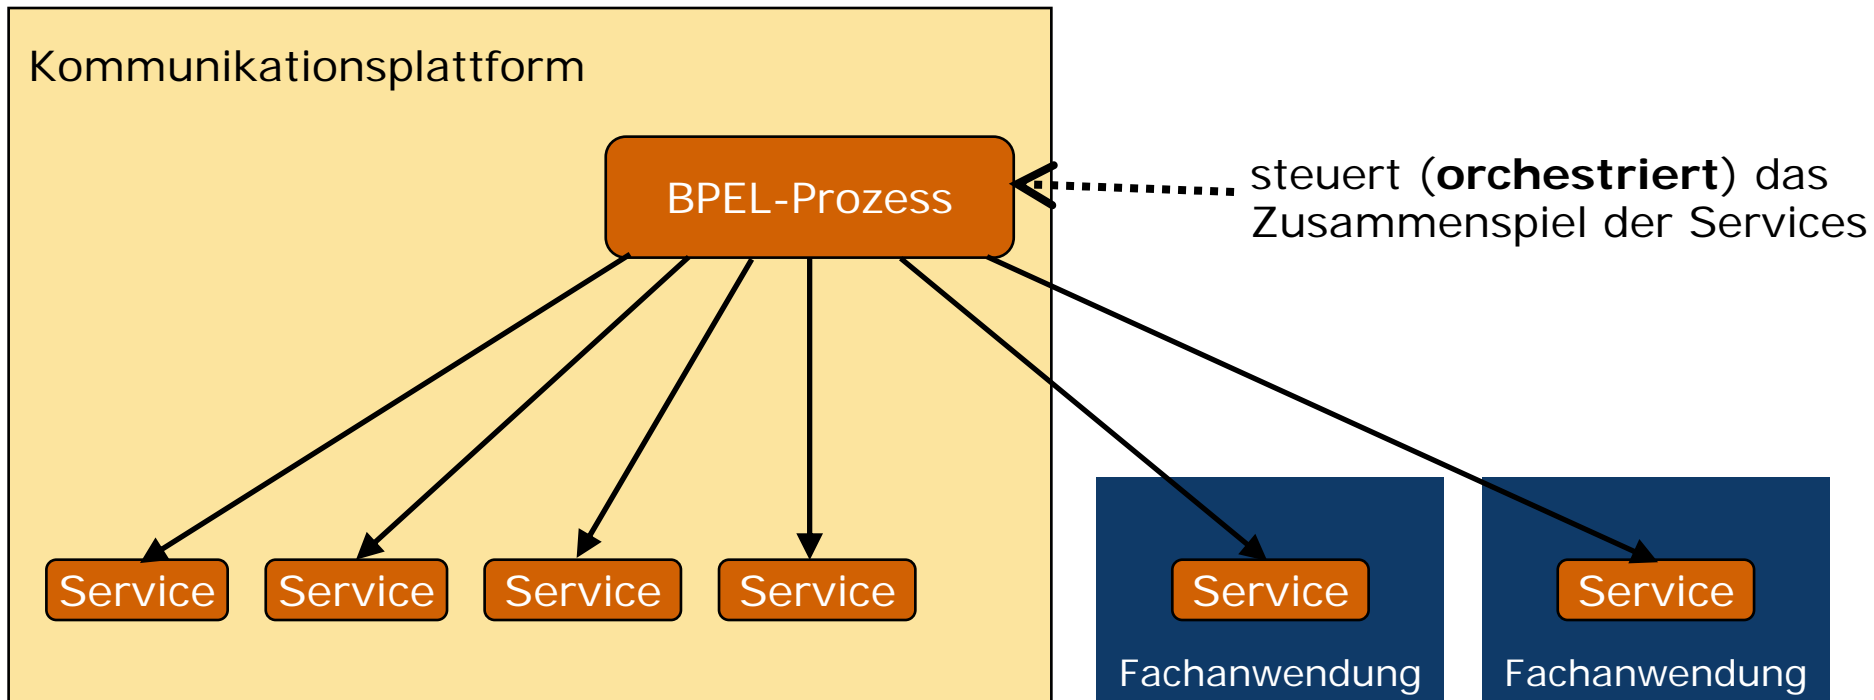 Kommunikationsplattform
BPEL-Prozess
steuert (orchestriert) das
Zusammenspiel der Services
Service
Service
Service
Service
Service
Service
Fachanwendung
Fachanwendung